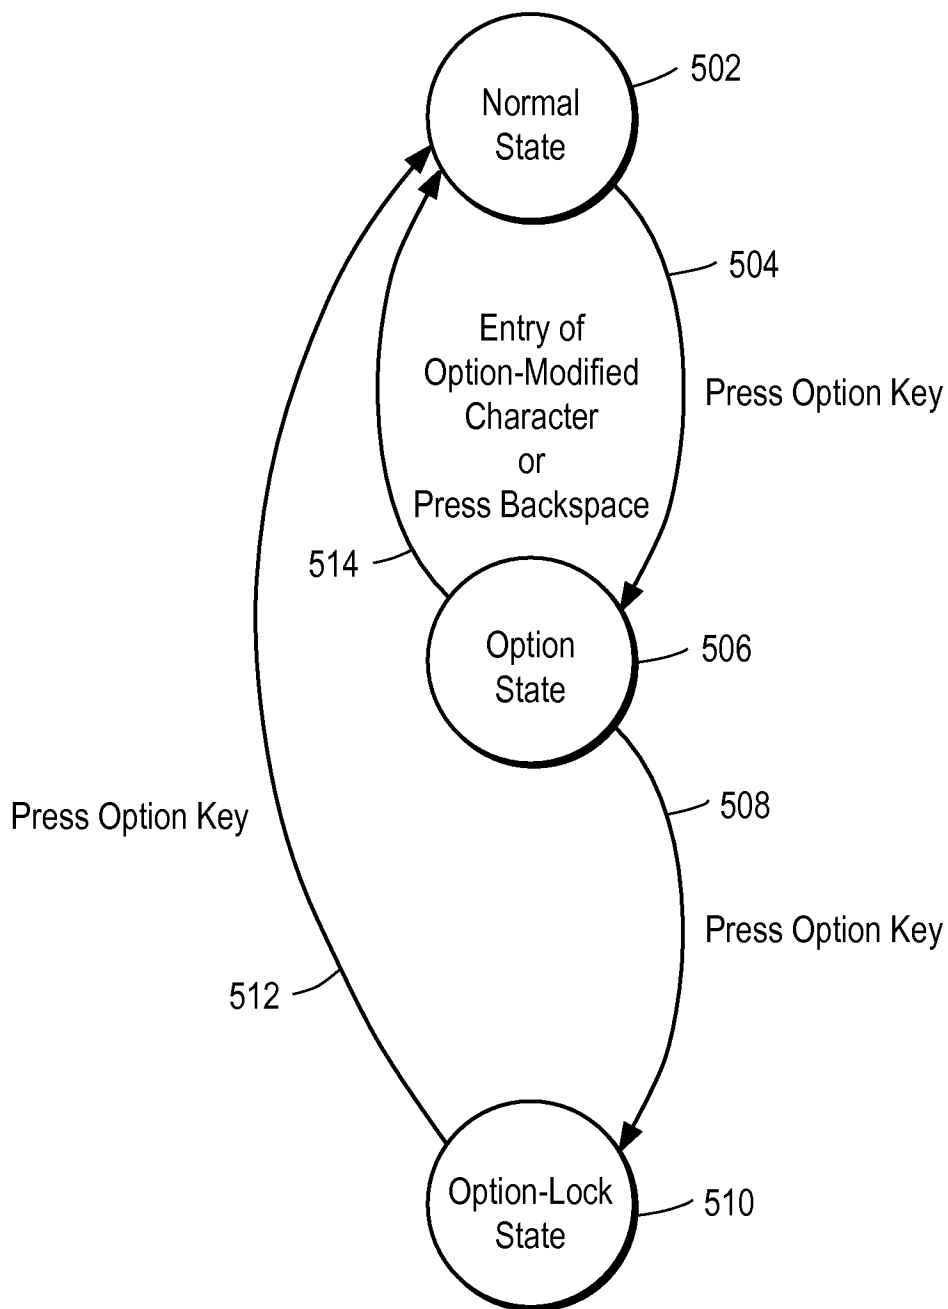 502
Normal
State
504
Entry of
Option-Modified
Character
or
Press Backspace
Press Option Key
514
Option
State
506
508
Press Option Key
Press Option Key
512
Option-Lock
State
510